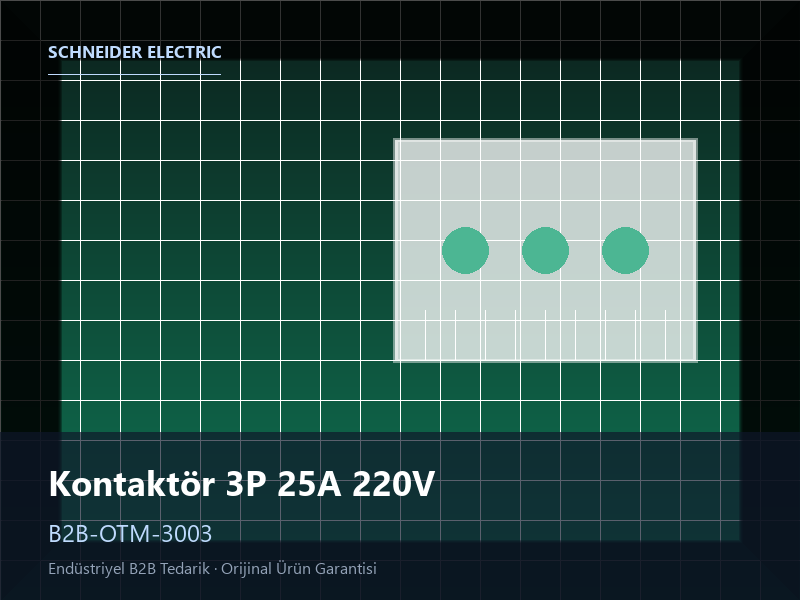 SCHNEIDER ELECTRIC
Kontaktör 3P 25A 220V
B2B-OTM-3003
Endüstriyel B2B Tedarik · Orijinal Ürün Garantisi